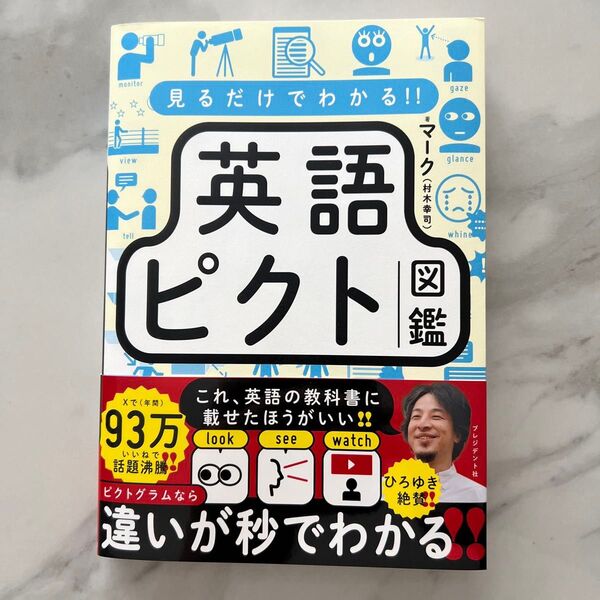 monitor
gaze
見るだけでわかる!!
view
glance
tell
whine
著 マーク(村木幸司)
英語
ピクト
図鑑
Xで(年間)
93万
いいねで
話題沸騰!!
これ、英語の教科書に
載せたほうがいい!!
look
see
watch
ひろゆき
絶賛!!
プレジデント社
ピクトグラムなら
違いが秒でわかる!!